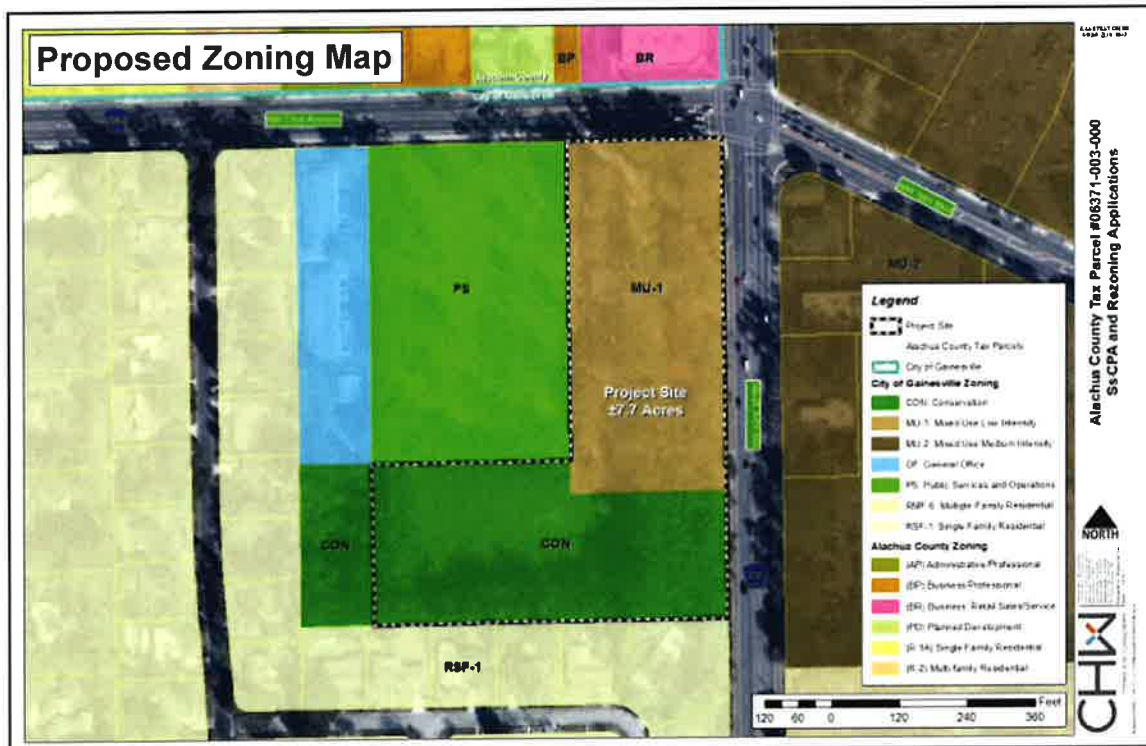 Proposed Zoning Map
BP
BR
Alachua County
City of Gainesville
PS
MU-1
MU-2
Project Site
±7.7 Acres
CON
CON
RSF-1
Legend
Project Site
Alachua County Tax Parcels
City of Gainesville
City of Gainesville Zoning
CON: Conservation
MU-1: Mixed Use Low Intensity
MU-2: Mixed Use Medium Intensity
OF: General Office
PS: Public Services and Operations
RMF-6: Multiple-Family Residential
RSF-1: Single Family Residential
Alachua County Zoning
(AP) Administrative Professional
(BP) Business Professional
(BR) Business, Retail Sales/Service
(PD) Planned Development
(R-1A) Single Family Residential
(R-2) Multi-family Residential
Feet
120 60 0 120 240 360
Alachua County Tax Parcel #06371-003-000
SsCPA and Rezoning Applications
NORTH
CHW